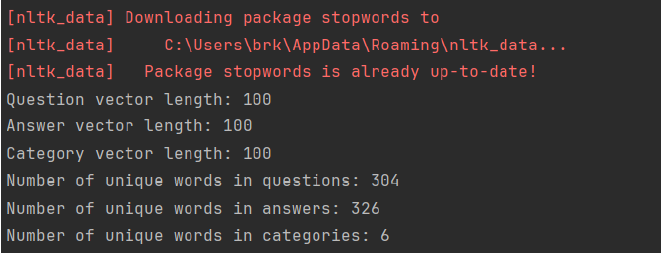 [nltk_data] Downloading package stopwords to
[nltk_data]     C:\Users\brk\AppData\Roaming\nltk_data...
[nltk_data]   Package stopwords is already up-to-date!
Question vector length: 100
Answer vector length: 100
Category vector length: 100
Number of unique words in questions: 304
Number of unique words in answers: 326
Number of unique words in categories: 6